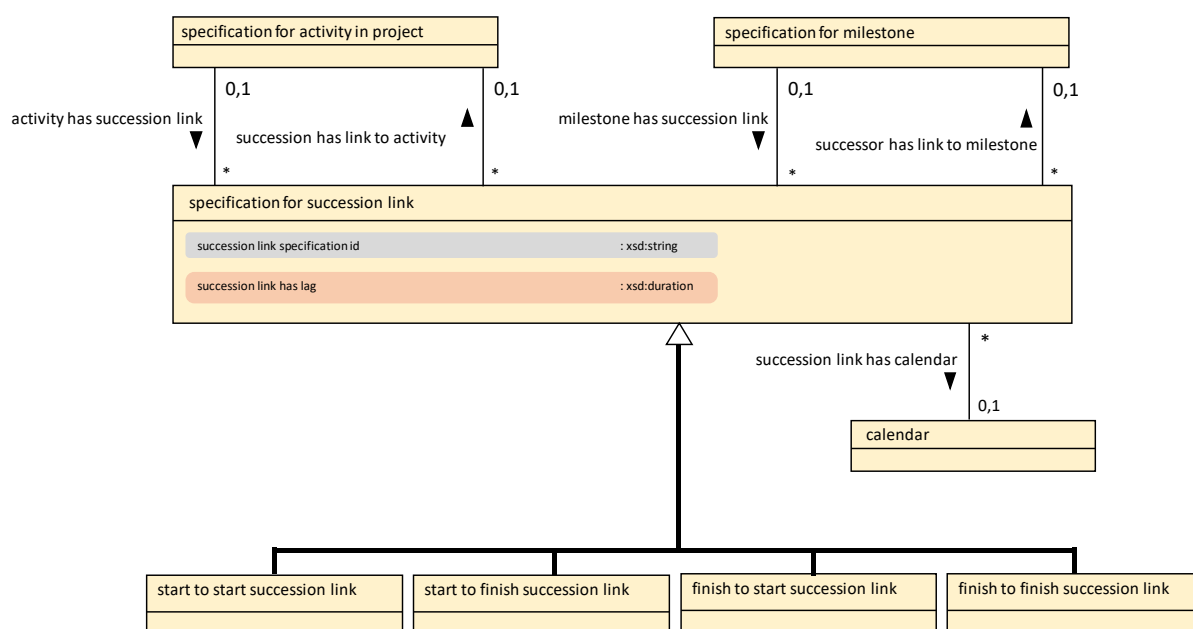 specification for activity in project
specification for milestone
0,1
0,1
0,1
0,1
activity has succession link
succession has link to activity
milestone has succession link
successor has link to milestone
*
*
*
*
specification for succession link
succession link specification id : xsd:string
succession link has lag : xsd:duration
*
succession link has calendar
0,1
calendar
start to start succession link
start to finish succession link
finish to start succession link
finish to finish succession link